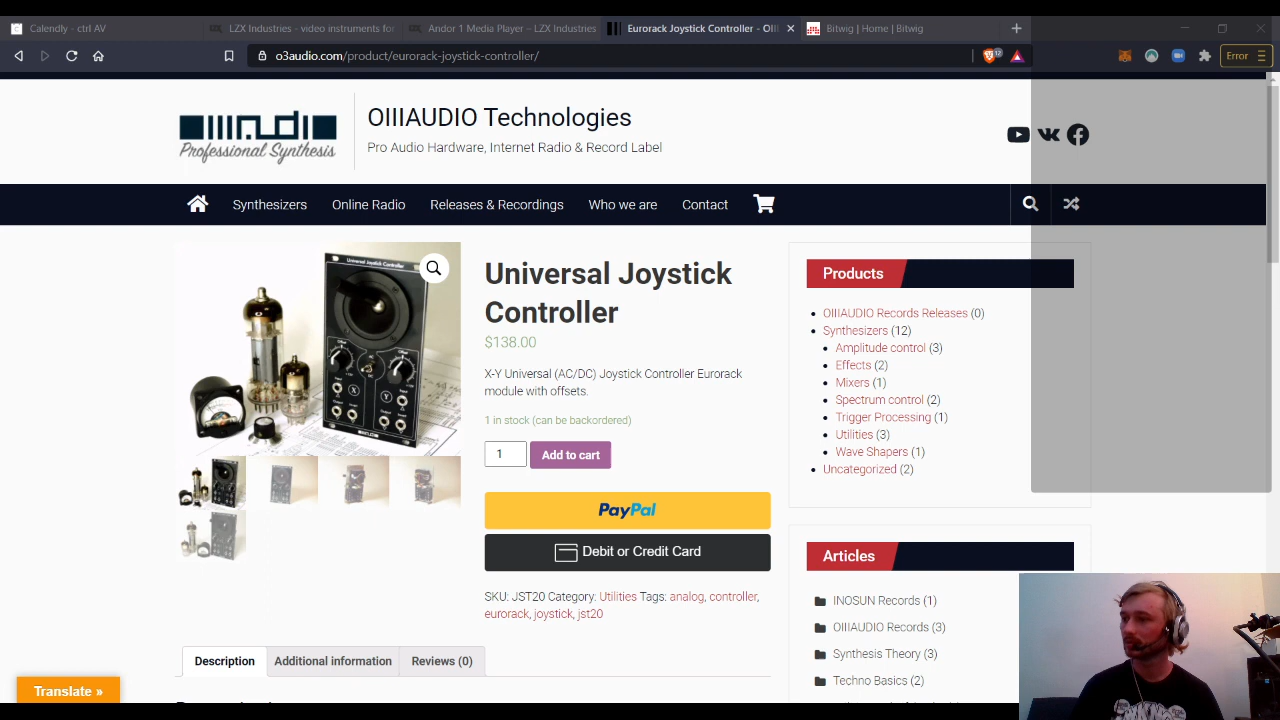 Calendly - ctrl AV
LZX Industries - video instruments for
Andor 1 Media Player – LZX Industries
Eurorack Joystick Controller - OII
Bitwig | Home | Bitwig
o3audio.com/product/eurorack-joystick-controller/
12
Error
Professional Synthesis
OIIIAUDIO Technologies
Pro Audio Hardware, Internet Radio & Record Label
Synthesizers
Online Radio
Releases & Recordings
Who we are
Contact
Universal Joystick Controller
X
Y
Universal Joystick
Controller
$138.00
X-Y Universal (AC/DC) Joystick Controller Eurorack
module with offsets.
1 in stock (can be backordered)
1
Add to cart
PayPal
Debit or Credit Card
SKU: JST20 Category: Utilities Tags: analog, controller,
eurorack, joystick, jst20
Description
Additional information
Reviews (0)
Translate »
Products
OIIIAUDIO Records Releases (0)
Synthesizers (12)
Amplitude control (3)
Effects (2)
Mixers (1)
Spectrum control (2)
Trigger Processing (1)
Utilities (3)
Wave Shapers (1)
Uncategorized (2)
Articles
INOSUN Records (1)
OIIIAUDIO Records (3)
Synthesis Theory (3)
Techno Basics (2)